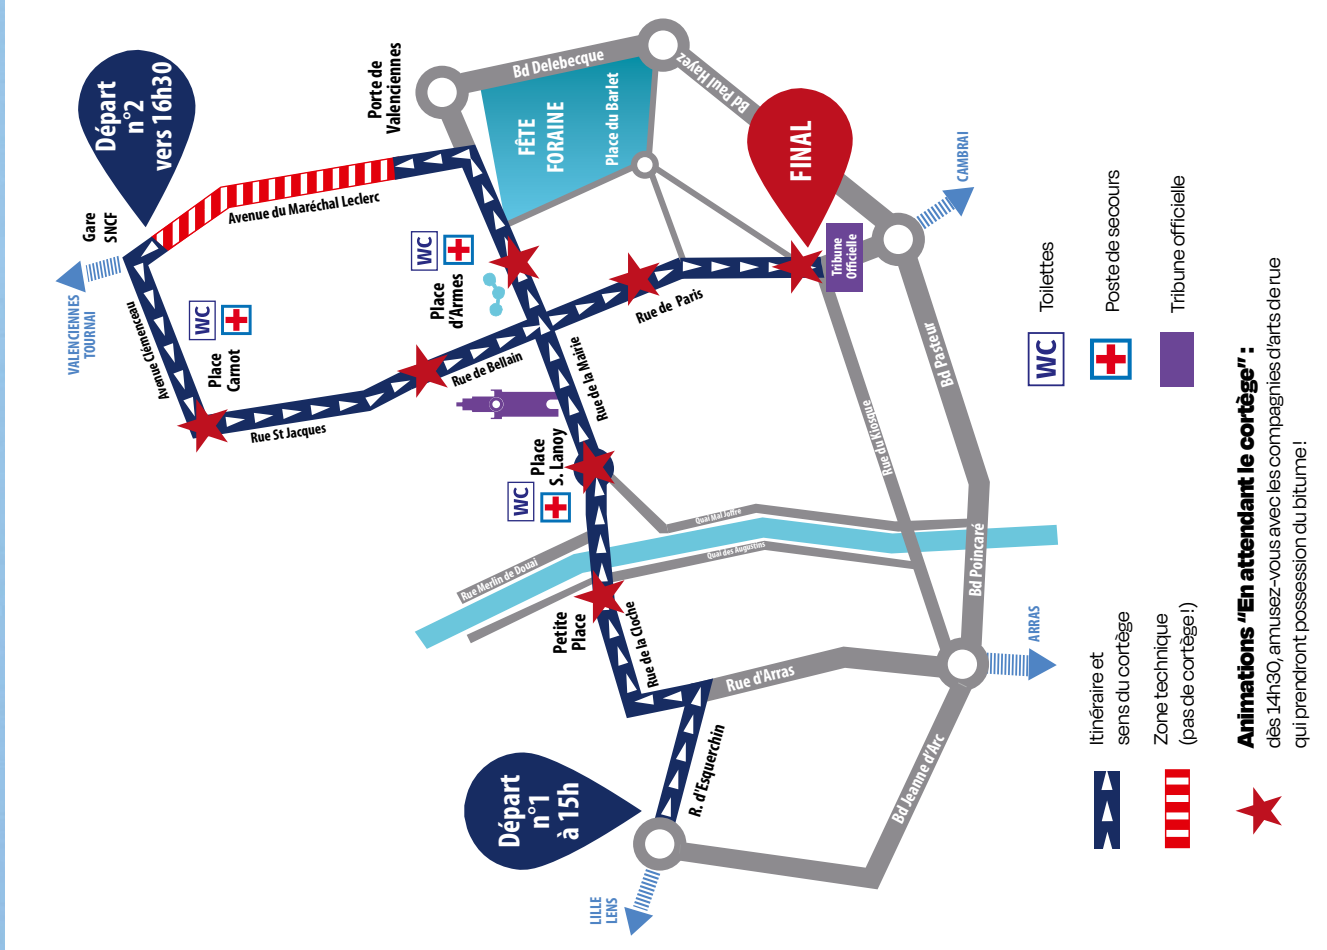 Départ
n°1
à 15h
LILLE
LENS
R. d'Esquerchin
Rue de la Cloche
Petite
Place
Rue Merlin de Douai
WC
Place
S. Lanoy
Rue de la Mairie
Rue St Jacques
Rue de Bellain
Place
Carnot
WC
Avenue Clémenceau
VALENCIENNES
TOURNAI
Gare
SNCF
Départ
n°2
vers 16h30
Avenue du Maréchal Leclerc
Place
d'Armes
WC
Porte de
Valenciennes
Bd Delebecque
FÊTE
FORAINE
Place du Barlet
Bd Paul Hayez
FINAL
Rue de Paris
Tribune
Officielle
CAMBRAI
Bd Pasteur
Rue du Kiosque
Quai Mal Joffre
Quai des Augustins
Bd Poincaré
Rue d'Arras
ARRAS
Bd Jeanne d'Arc
Itinéraire et
sens du cortège
Zone technique
(pas de cortège!)
WC
Toilettes
Poste de secours
Tribune officielle
Animations “En attendant le cortège” :
dès 14h30, amusez-vous avec les compagnies d'arts de rue
qui prendront possession du bitume!